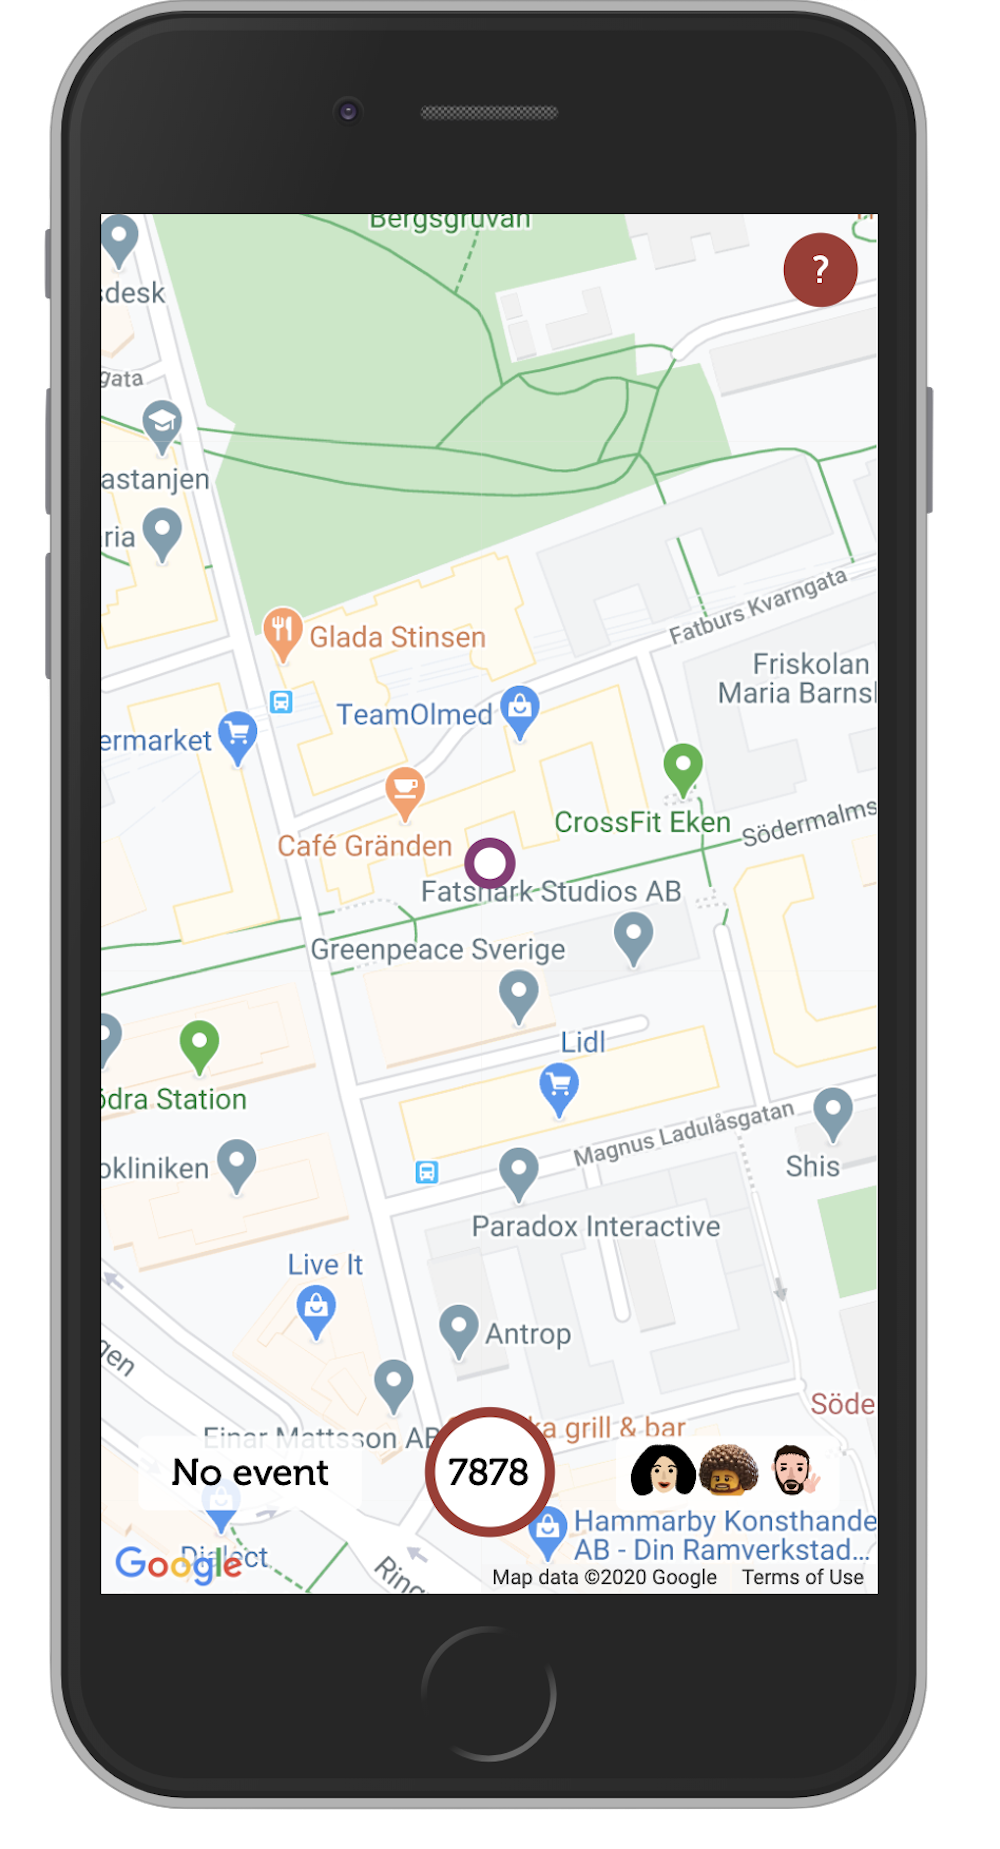 Bergsgruvan
?
sdesk
gata
astanjen
ria
Fatburs Kvarngata
Glada Stinsen
Friskolan
Maria Barnsl
TeamOlmed
ermarket
CrossFit Eken
Södermalms
Café Gränden
Fatshark Studios AB
Greenpeace Sverige
Lidl
ödra Station
Magnus Ladulåsgatan
okliniken
Shis
Paradox Interactive
Live It
Antrop
gen
Söde
ka grill & bar
Einar Mattsson AB
No event
7878
Hammarby Konsthande
AB - Din Ramverkstad...
Dialect
Google
Ring
Map data ©2020 Google
Terms of Use